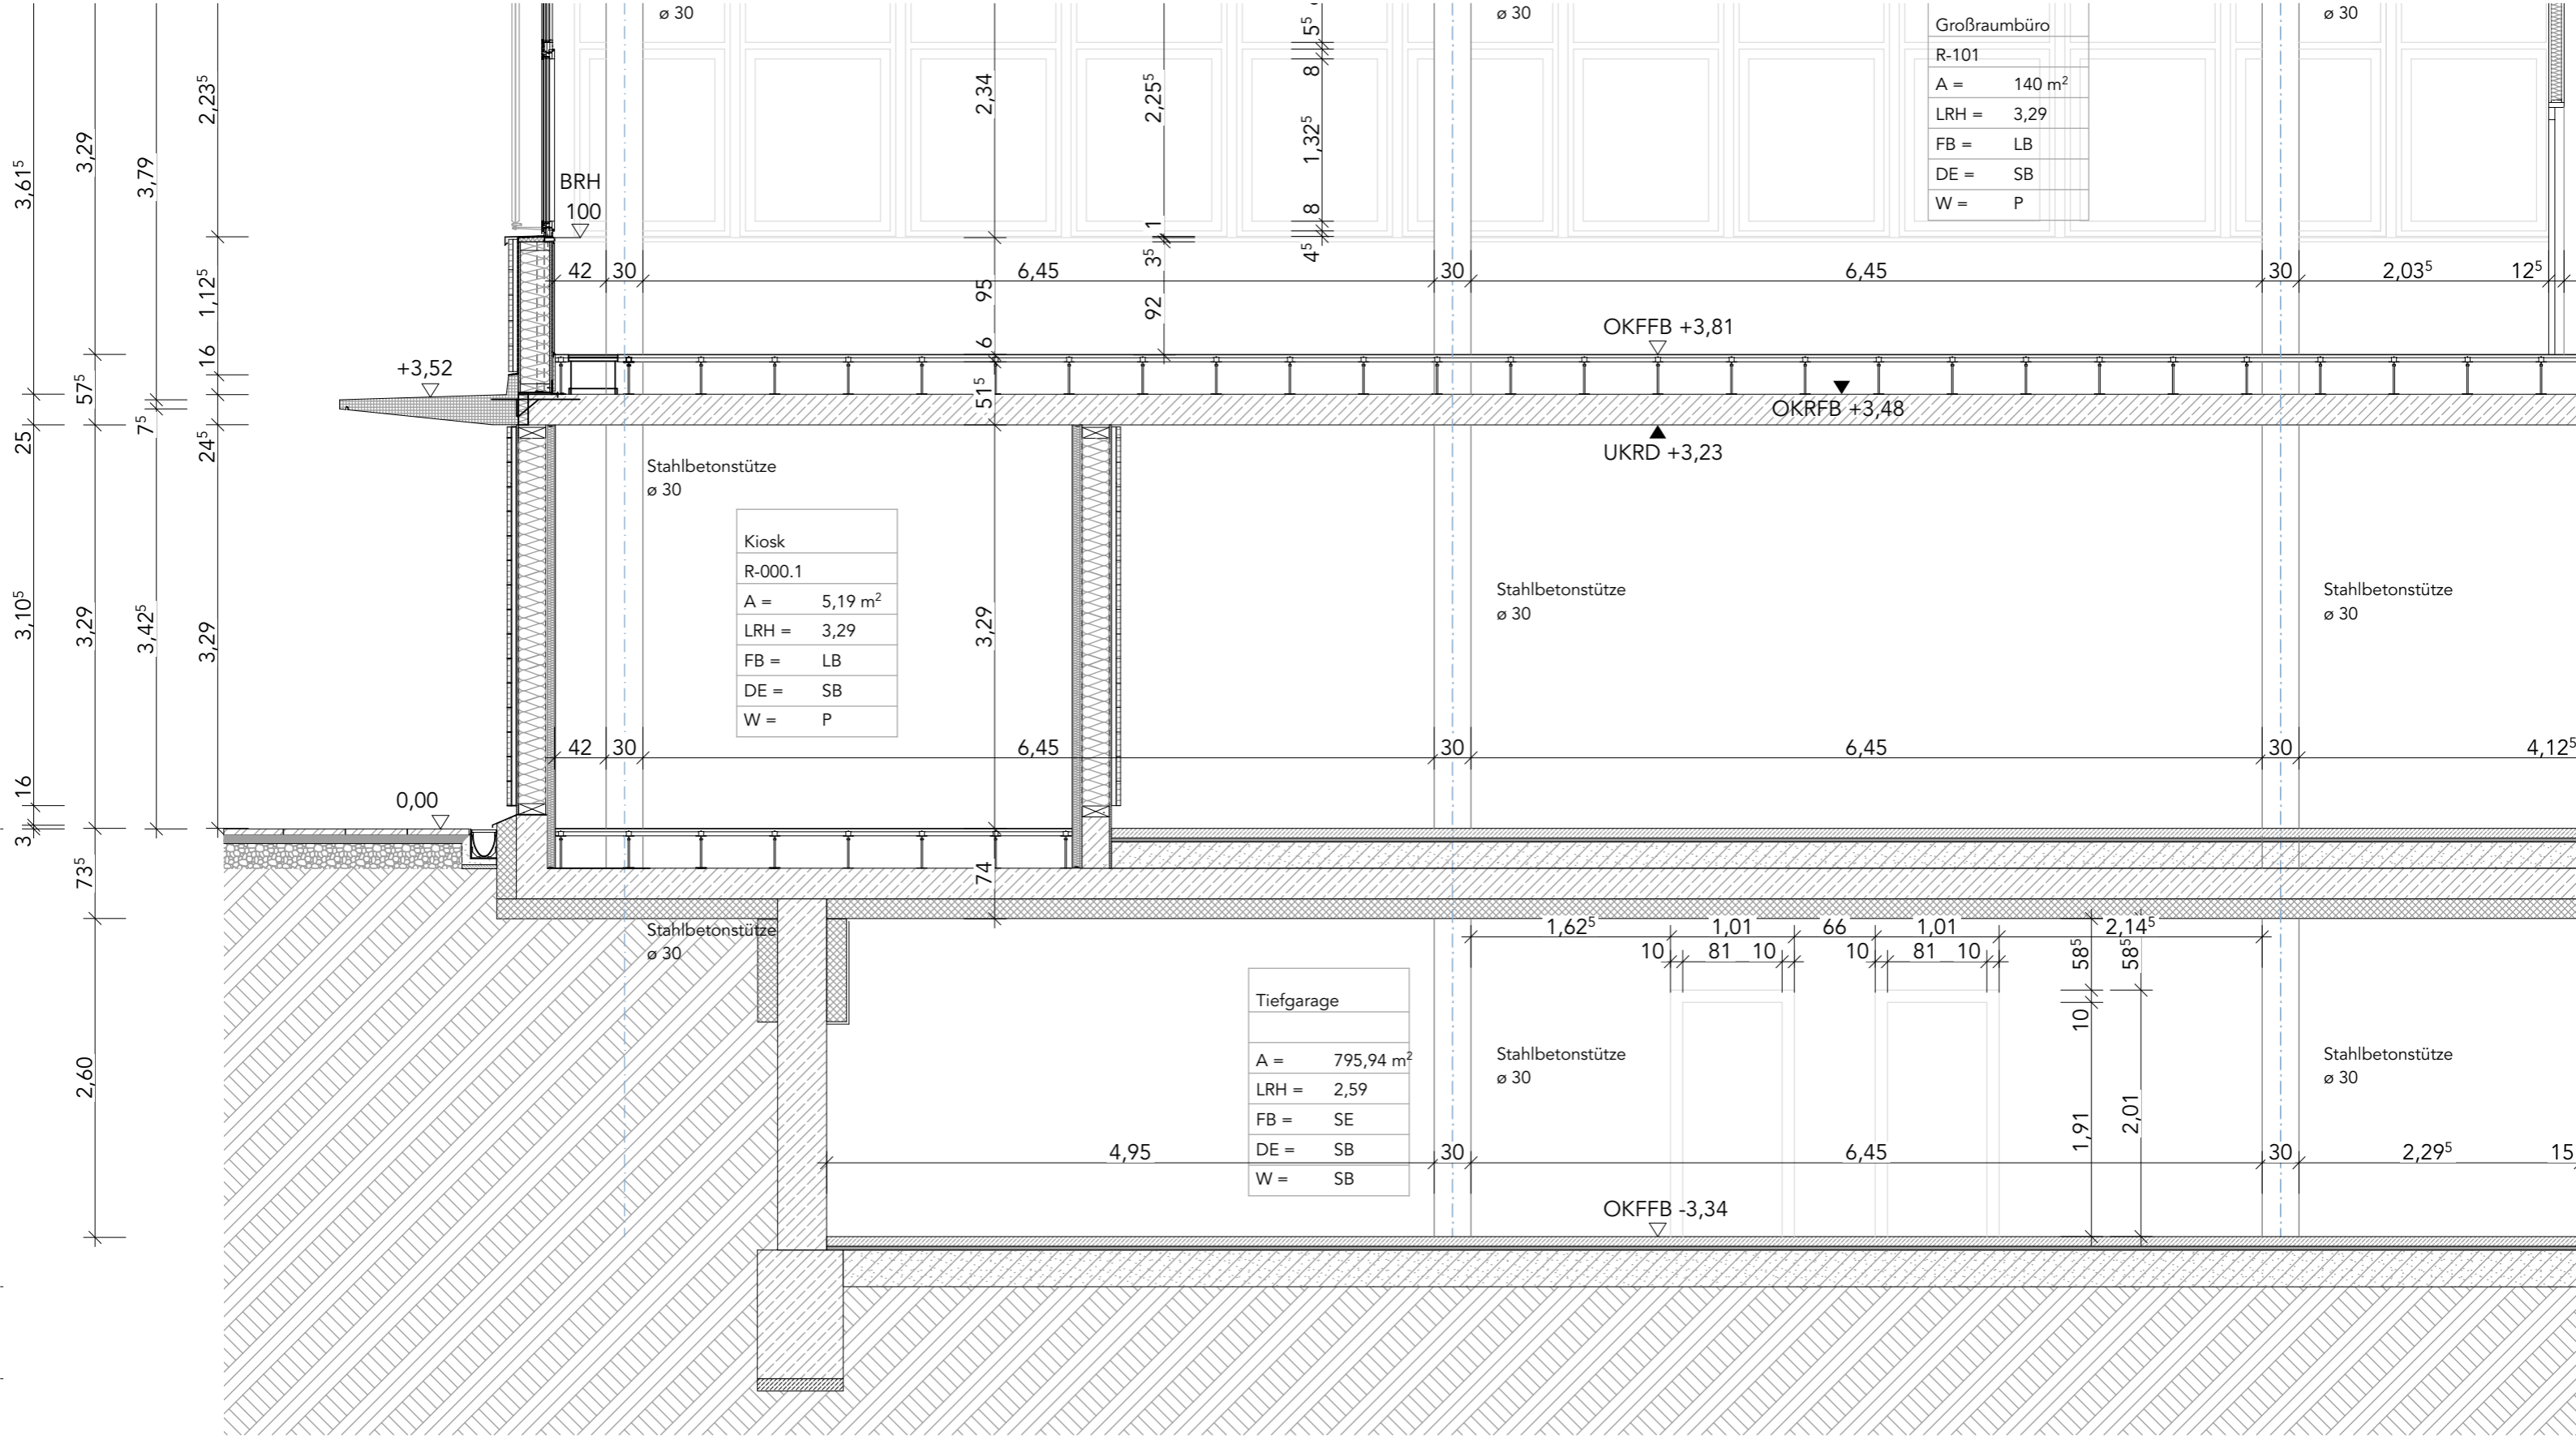 ø 30
ø 30
ø 30
Großraumbüro
R-101
A = 140 m²
LRH = 3,29
FB = LB
DE = SB
W = P
3,61⁵
3,29
3,79
2,23⁵
2,34
2,25⁵
5⁵
8
1,32⁵
8
4⁵
BRH
100
1
3⁵
92
1,12⁵
16
42 30 6,45 30 6,45 30 2,03⁵ 12⁵
95
6
51⁵
OKFFB +3,81
+3,52
57⁵
7⁵
25
24⁵
OKRFB +3,48
UKRD +3,23
Stahlbetonstütze
ø 30
Kiosk
R-000.1
A = 5,19 m²
LRH = 3,29
FB = LB
DE = SB
W = P
3,10⁵
3,29
3,42⁵
3,29
3,29
Stahlbetonstütze
ø 30
Stahlbetonstütze
ø 30
42 30 6,45 30 6,45 30 4,12⁵
16
3
0,00
73⁵
74
Stahlbetonstütze
ø 30
1,62⁵ 1,01 66 1,01 2,14⁵
10 81 10 10 81 10
58⁵
58⁵
10
1,91
2,01
2,60
Tiefgarage
A = 795,94 m²
LRH = 2,59
FB = SE
DE = SB
W = SB
Stahlbetonstütze
ø 30
Stahlbetonstütze
ø 30
4,95 30 6,45 30 2,29⁵ 15
OKFFB -3,34